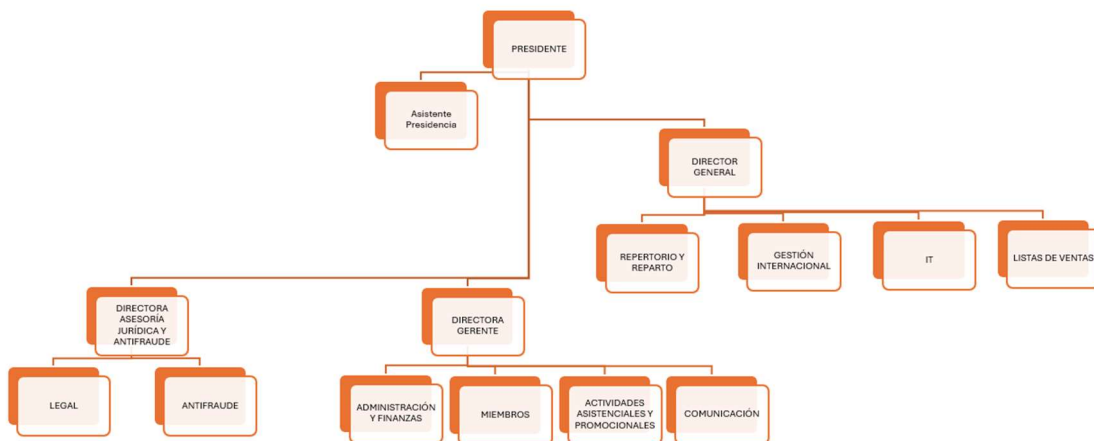 PRESIDENTE
Asistente
Presidencia
DIRECTOR
GENERAL
REPERTORIO Y
REPARTO
GESTIÓN
INTERNACIONAL
IT
LISTAS DE VENTAS
DIRECTORA
ASESORÍA
JURÍDICA Y
ANTIFRAUDE
DIRECTORA
GERENTE
LEGAL
ANTIFRAUDE
ADMINISTRACIÓN
Y FINANZAS
MIEMBROS
ACTIVIDADES
ASISTENCIALES Y
PROMOCIONALES
COMUNICACIÓN